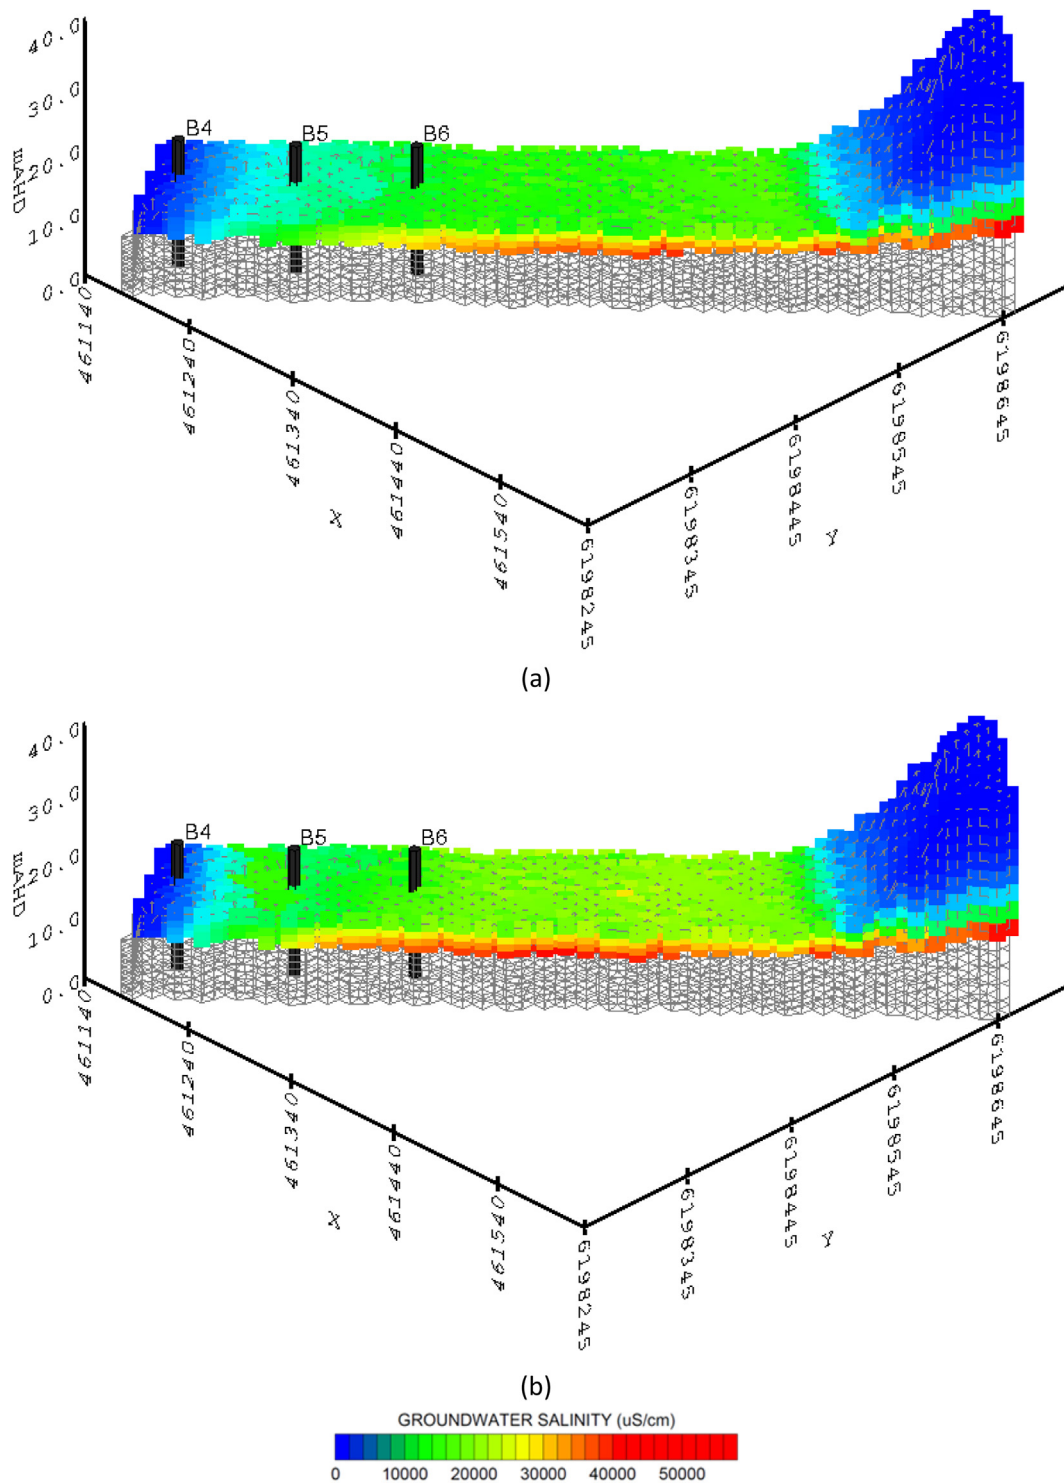 40.0
30.0
20.0
10.0
0.0
mAHD
B4
B5
B6
461140
461240
461340
461440
461540
X
6198245
6198345
6198445
6198545
6198645
Y
(a)
40.0
30.0
20.0
10.0
0.0
mAHD
B4
B5
B6
461140
461240
461340
461440
461540
X
6198245
6198345
6198445
6198545
6198645
Y
(b)
GROUNDWATER SALINITY (uS/cm)
0 10000 20000 30000 40000 50000